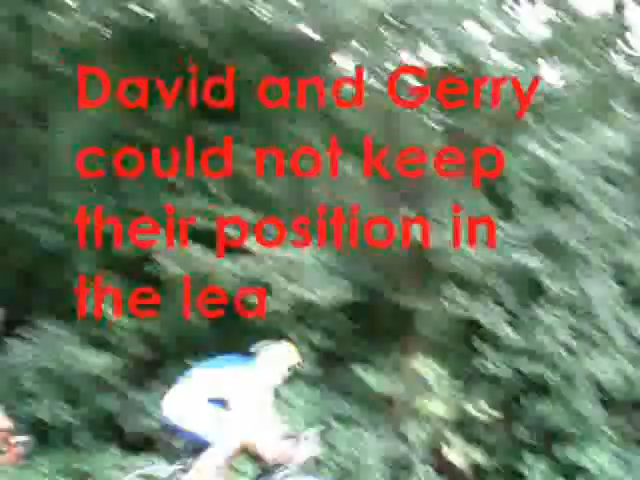 David and Gerry
could not keep
their position in
the lea